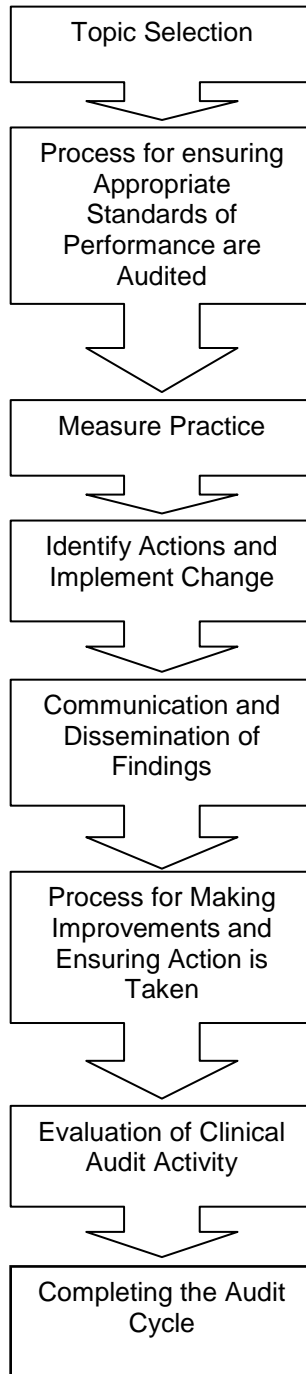 Topic Selection
Process for ensuring
Appropriate
Standards of
Performance are
Audited
Measure Practice
Identify Actions and
Implement Change
Communication and
Dissemination of
Findings
Process for Making
Improvements and
Ensuring Action is
Taken
Evaluation of Clinical
Audit Activity
Completing the Audit
Cycle